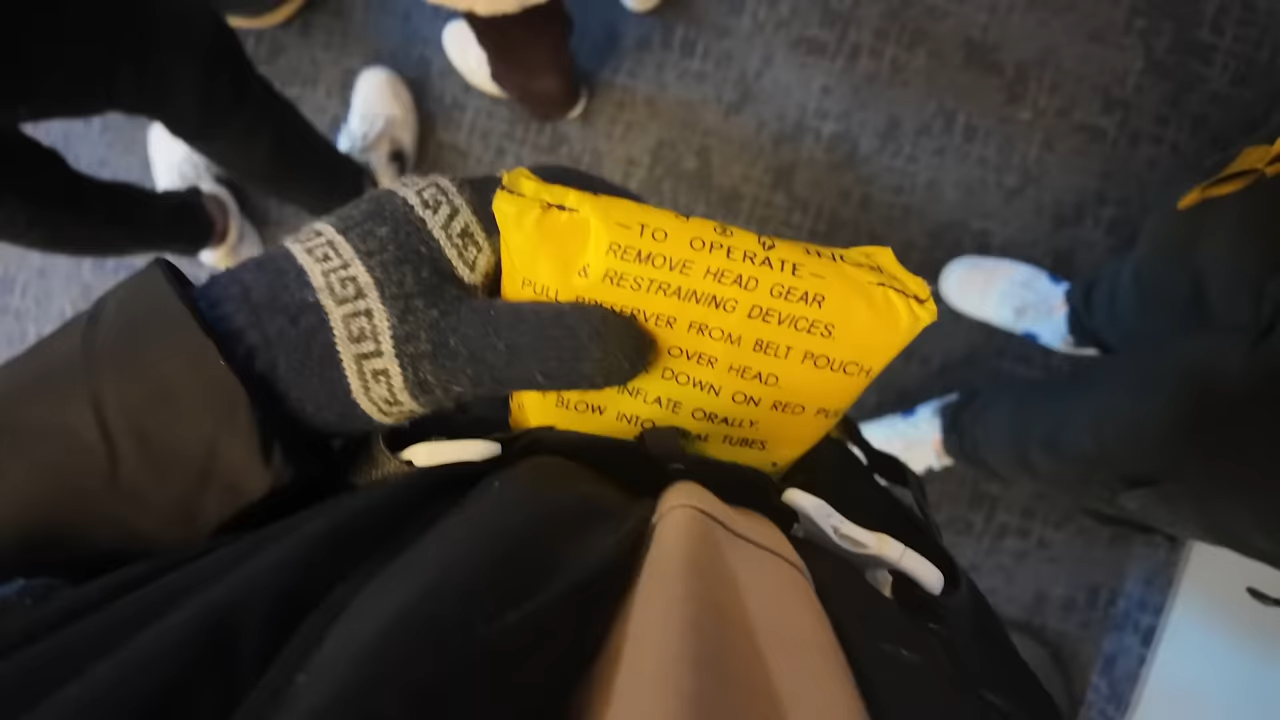 —TO OPERATE—
REMOVE HEAD GEAR
& RESTRAINING DEVICES.
PULL PRESERVER FROM BELT POUCH
OVER HEAD.
DOWN ON RED
INFLATE ORALLY,
BLOW INTO TUBES.